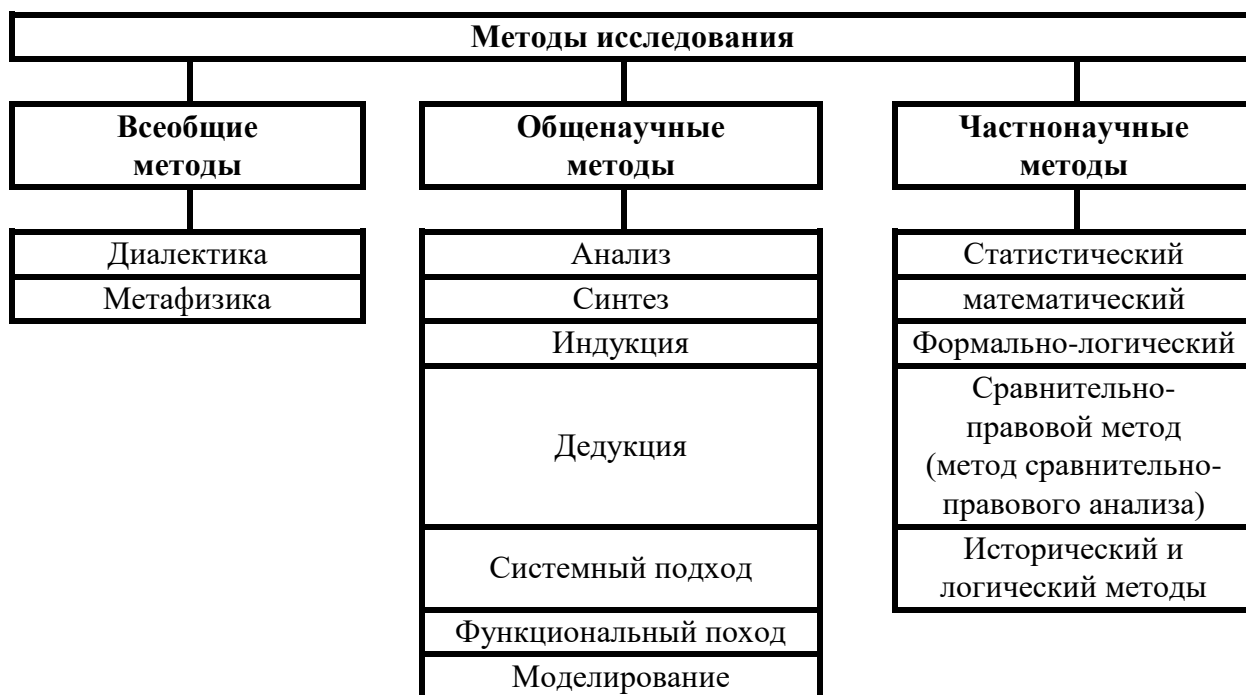 Методы исследования
Всеобщие
методы
Общенаучные
методы
Частнонаучные
методы
Диалектика
Метафизика
Анализ
Синтез
Индукция
Дедукция
Системный подход
Функциональный поход
Моделирование
Статистический
математический
Формально-логический
Сравнительно-
правовой метод
(метод сравнительно-
правового анализа)
Исторический и
логический методы